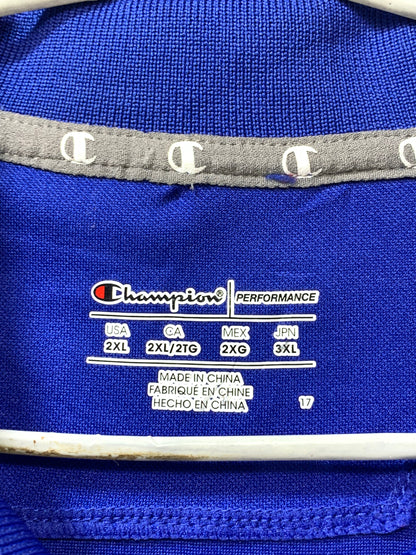 Champion® PERFORMANCE
USA CA MEX JPN
2XL 2XL/2TG 2XG 3XL
MADE IN CHINA
FABRIQUÉ EN CHINE
HECHO EN CHINA
17